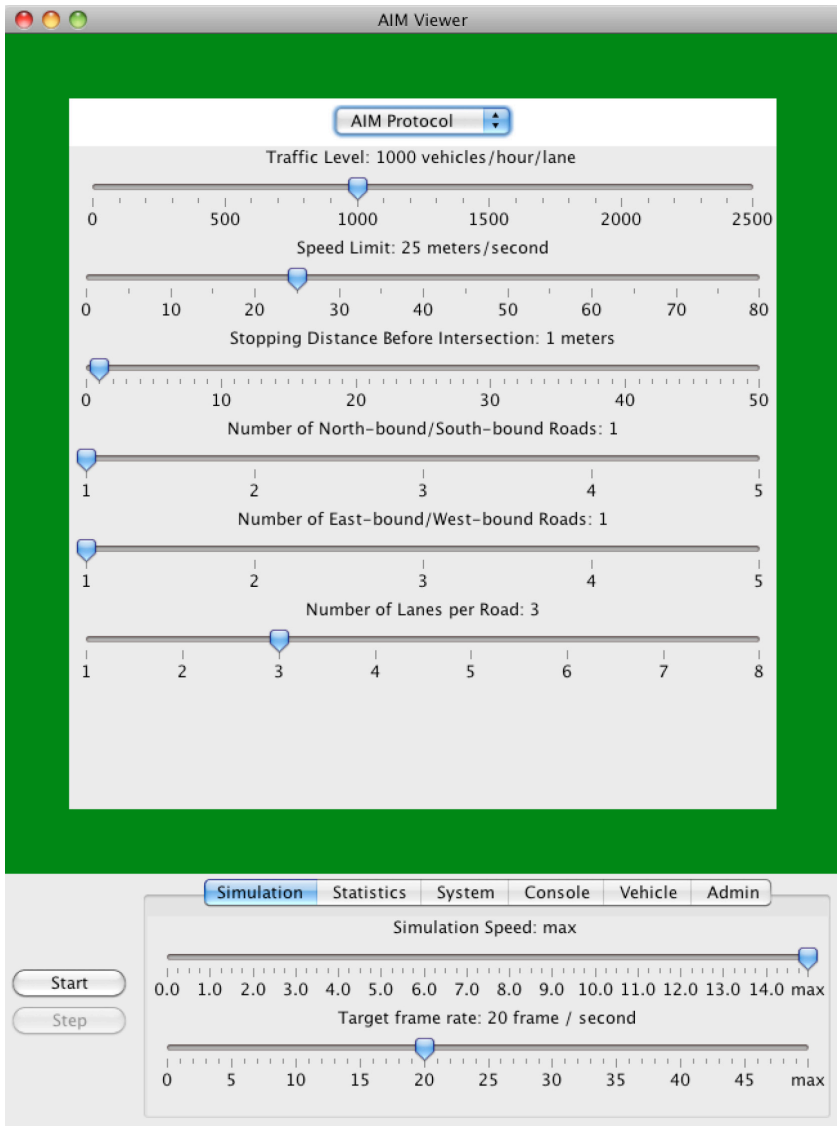 AIM Viewer
AIM Protocol
Traffic Level: 1000 vehicles/hour/lane
0 500 1000 1500 2000 2500
Speed Limit: 25 meters/second
0 10 20 30 40 50 60 70 80
Stopping Distance Before Intersection: 1 meters
0 10 20 30 40 50
Number of North-bound/South-bound Roads: 1
1 2 3 4 5
Number of East-bound/West-bound Roads: 1
1 2 3 4 5
Number of Lanes per Road: 3
1 2 3 4 5 6 7 8
Simulation Statistics System Console Vehicle Admin
Simulation Speed: max
Start
0.0 1.0 2.0 3.0 4.0 5.0 6.0 7.0 8.0 9.0 10.0 11.0 12.0 13.0 14.0 max
Step
Target frame rate: 20 frame / second
0 5 10 15 20 25 30 35 40 45 max